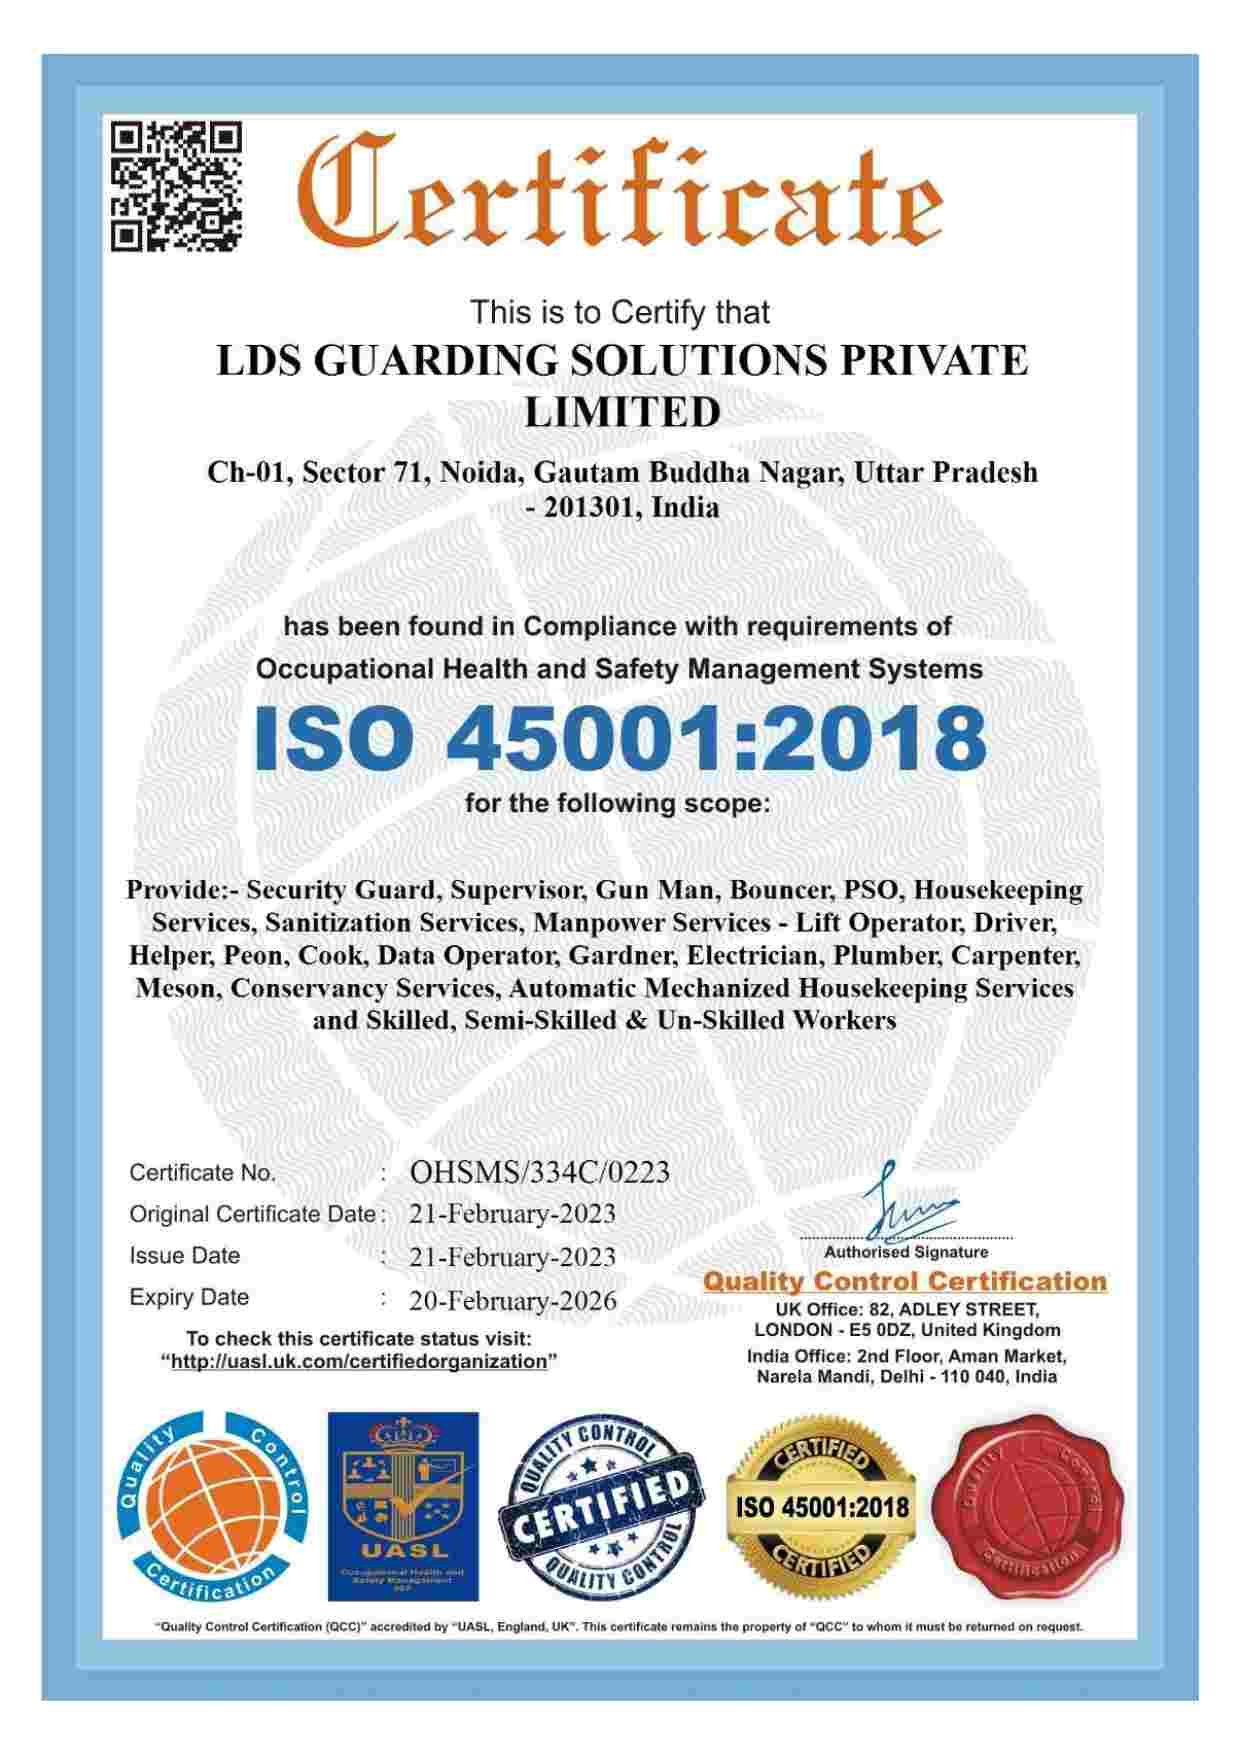 Certificate
This is to Certify that
LDS GUARDING SOLUTIONS PRIVATE
LIMITED
Ch-01, Sector 71, Noida, Gautam Buddha Nagar, Uttar Pradesh
- 201301, India
has been found in Compliance with requirements of
Occupational Health and Safety Management Systems
ISO 45001:2018
for the following scope:
Provide:- Security Guard, Supervisor, Gun Man, Bouncer, PSO, Housekeeping
Services, Sanitization Services, Manpower Services - Lift Operator, Driver,
Helper, Peon, Cook, Data Operator, Gardner, Electrician, Plumber, Carpenter,
Meson, Conservancy Services, Automatic Mechanized Housekeeping Services
and Skilled, Semi-Skilled & Un-Skilled Workers
Certificate No. : OHSMS/334C/0223
Original Certificate Date : 21-February-2023
Issue Date : 21-February-2023
Expiry Date : 20-February-2026
To check this certificate status visit:
“http://uasl.uk.com/certifiedorganization”
Authorised Signature
Quality Control Certification
UK Office: 82, ADLEY STREET,
LONDON - E5 0DZ, United Kingdom
India Office: 2nd Floor, Aman Market,
Narela Mandi, Delhi - 110 040, India
Quality Control Certification
UASL
Occupational Health and
Safety Management
QUALITY CONTROL
CERTIFIED
QUALITY CONTROL
CERTIFIED
ISO 45001:2018
CERTIFIED
Quality Control
Certification
“Quality Control Certification (QCC)” accredited by “UASL, England, UK”. This certificate remains the property of “QCC” to whom it must be returned on request.